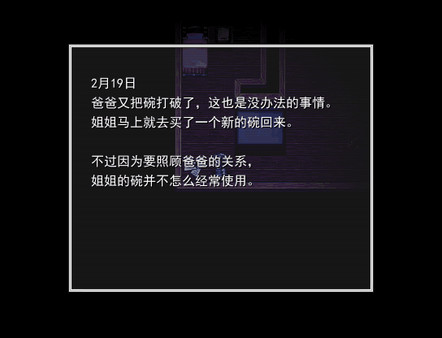 2月19日
爸爸又把碗打破了，这也是没办法的事情。
姐姐马上就去买了一个新的碗回来。
不过因为要照顾爸爸的关系，
姐姐的碗并不怎么经常使用。